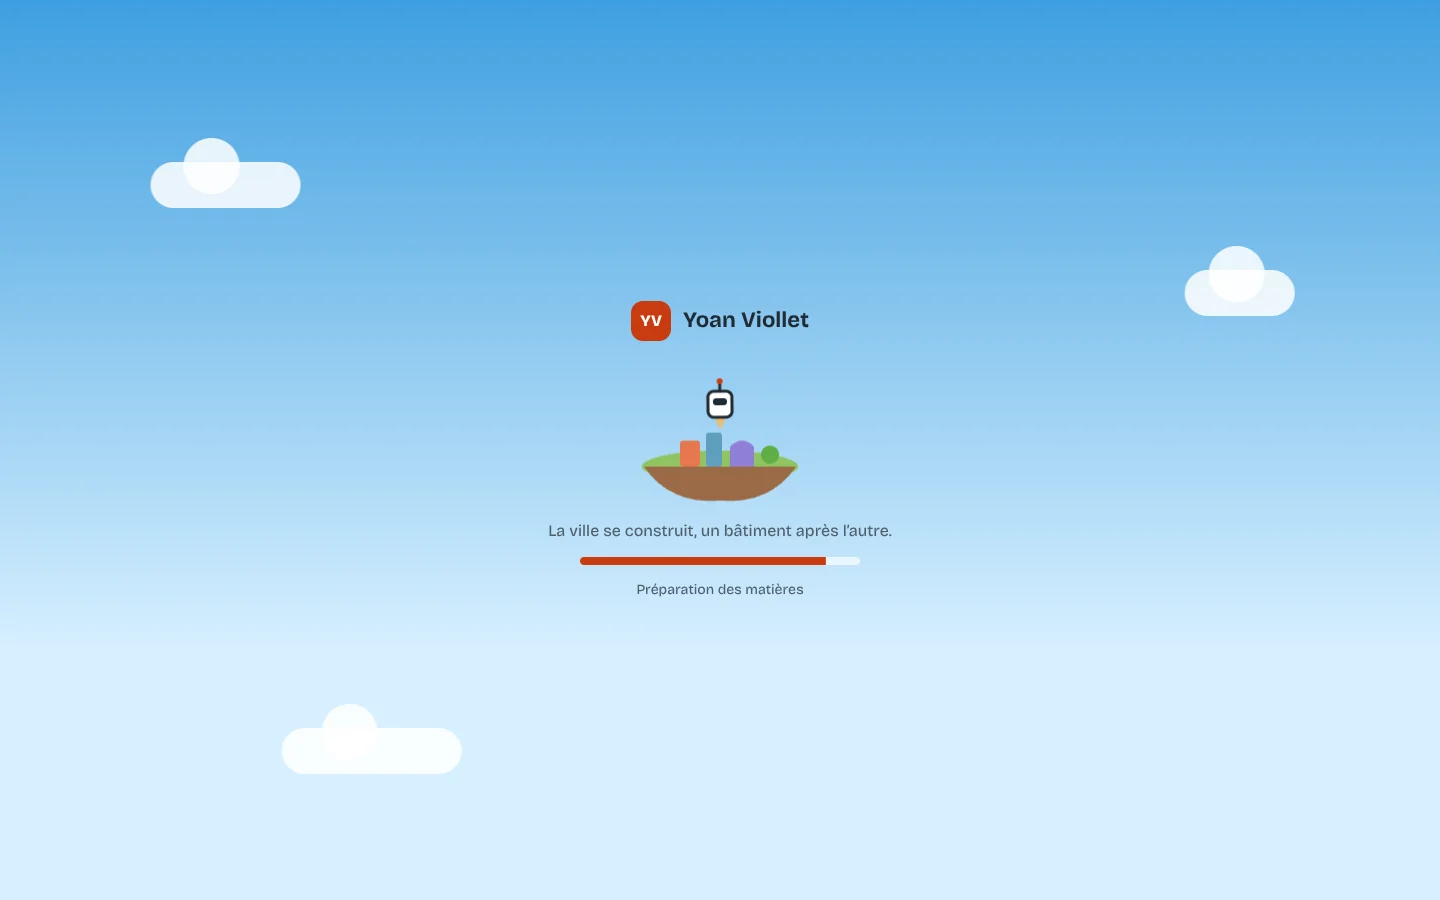 YV
Yoan Viollet
La ville se construit, un bâtiment après l’autre.
Préparation des matières